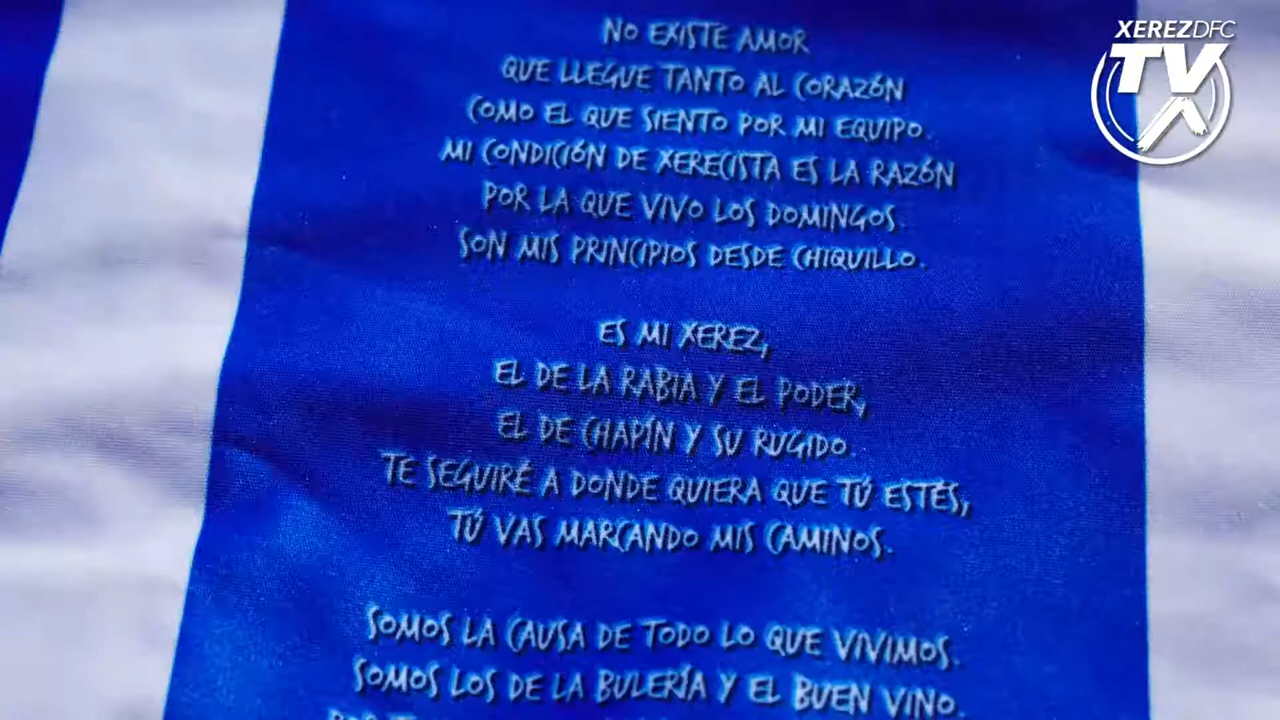 XEREZDFC
TV
X
NO EXISTE AMOR
QUE LLEGUE TANTO AL CORAZÓN
COMO EL QUE SIENTO POR MI EQUIPO.
MI CONDICIÓN DE XERECISTA ES LA RAZÓN
POR LA QUE VIVO LOS DOMINGOS.
SON MIS PRINCIPIOS DESDE CHIQUILLO.
ES MI XEREZ,
EL DE LA RABIA Y EL PODER,
EL DE CHAPÍN Y SU RUGIDO.
TE SEGUIRÉ A DONDE QUIERA QUE TÚ ESTÉS,
TÚ VAS MARCANDO MIS CAMINOS.
SOMOS LA CAUSA DE TODO LO QUE VIVIMOS.
SOMOS LOS DE LA BULERÍA Y EL BUEN VINO.